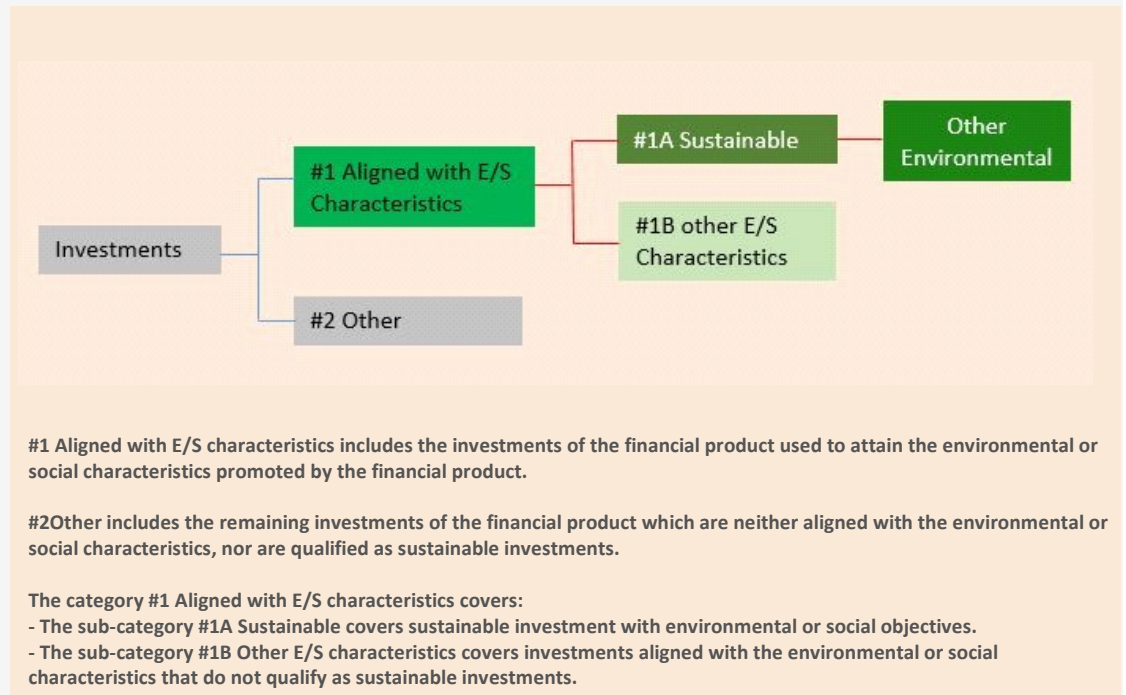 Investments
#1 Aligned with E/S
Characteristics
#2 Other
#1A Sustainable
#1B other E/S
Characteristics
Other
Environmental
#1 Aligned with E/S characteristics includes the investments of the financial product used to attain the environmental or
social characteristics promoted by the financial product.
#2Other includes the remaining investments of the financial product which are neither aligned with the environmental or
social characteristics, nor are qualified as sustainable investments.
The category #1 Aligned with E/S characteristics covers:
- The sub-category #1A Sustainable covers sustainable investment with environmental or social objectives.
- The sub-category #1B Other E/S characteristics covers investments aligned with the environmental or social
characteristics that do not qualify as sustainable investments.